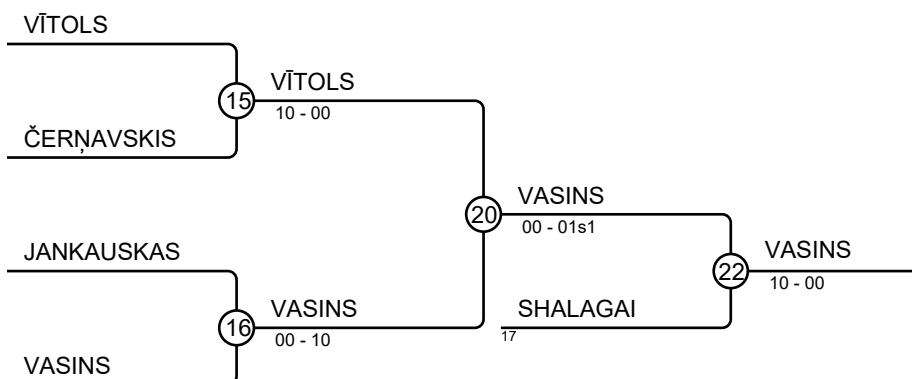 VĪTOLS
15
VĪTOLS
10 - 00
ČERŅAVSKIS
20
VASINS
00 - 01s1
JANKAUSKAS
22
VASINS
10 - 00
16
VASINS
00 - 10
SHALAGAI
17
VASINS